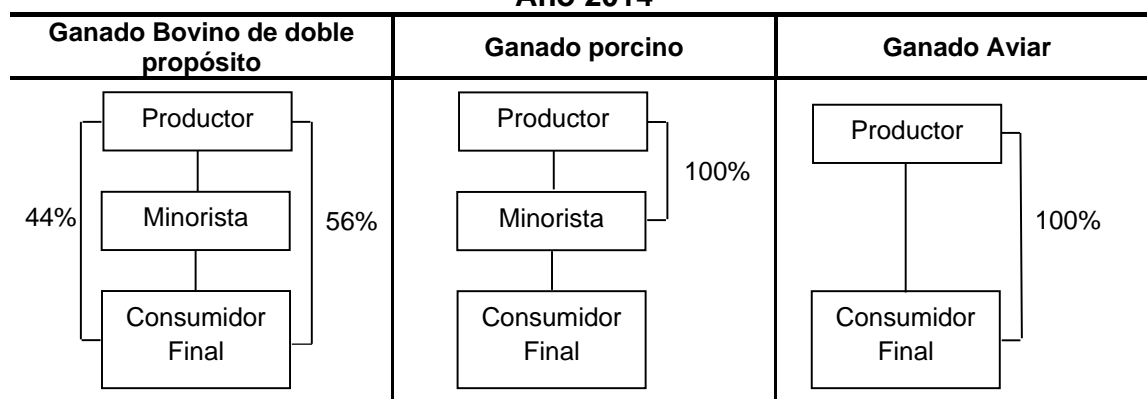 Año 2014
Ganado Bovino de doble
propósito
Ganado porcino
Ganado Aviar
Productor
Minorista
Consumidor
Final
44%
56%
Productor
Minorista
Consumidor
Final
100%
Productor
Consumidor
Final
100%